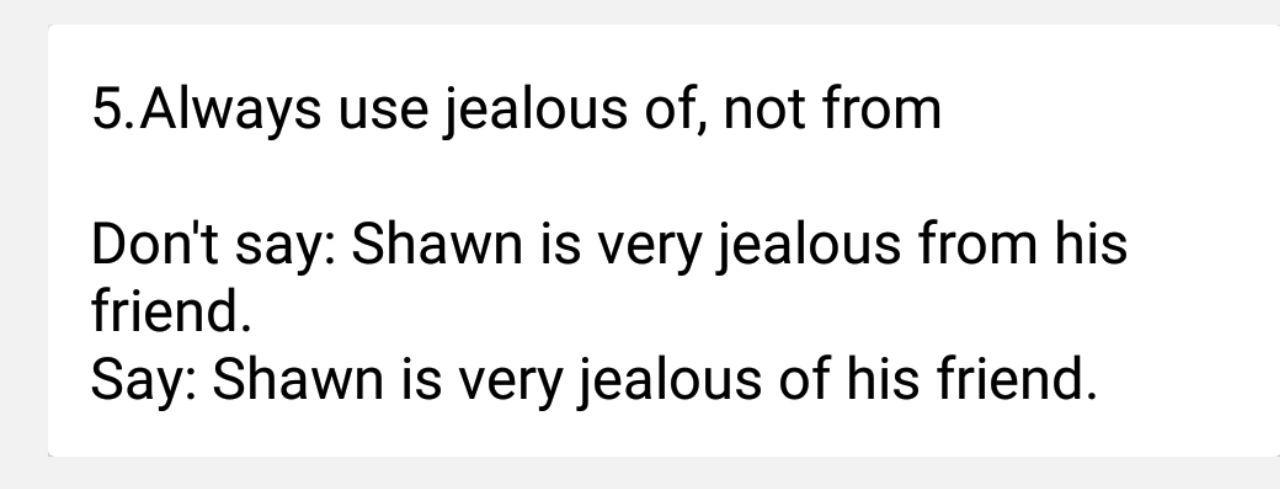 5.Always use jealous of, not from
Don't say: Shawn is very jealous from his
friend.
Say: Shawn is very jealous of his friend.